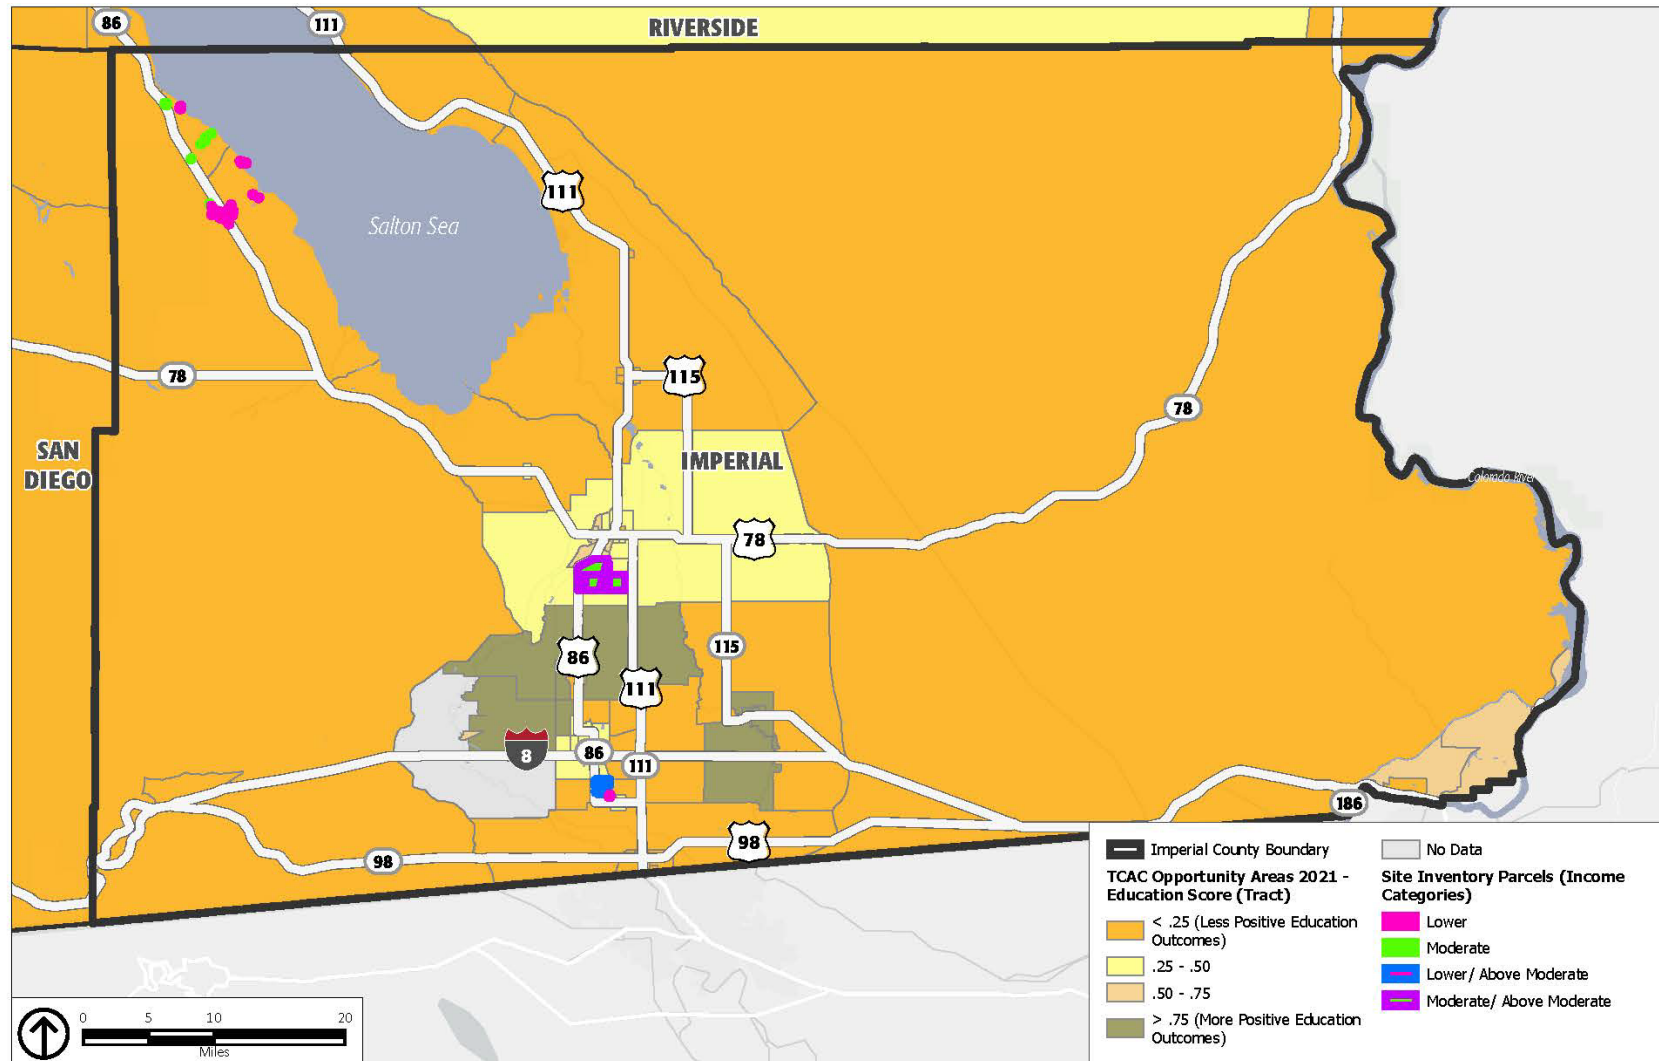 86
111
RIVERSIDE
111
Salton Sea
78
115
78
SAN
DIEGO
IMPERIAL
Colorado River
78
86
115
111
8
86
111
186
98
98
Imperial County Boundary
TCAC Opportunity Areas 2021 -
Education Score (Tract)
< .25 (Less Positive Education
Outcomes)
.25 - .50
.50 - .75
> .75 (More Positive Education
Outcomes)
No Data
Site Inventory Parcels (Income
Categories)
Lower
Moderate
Lower/ Above Moderate
Moderate/ Above Moderate
0 5 10 20
Miles